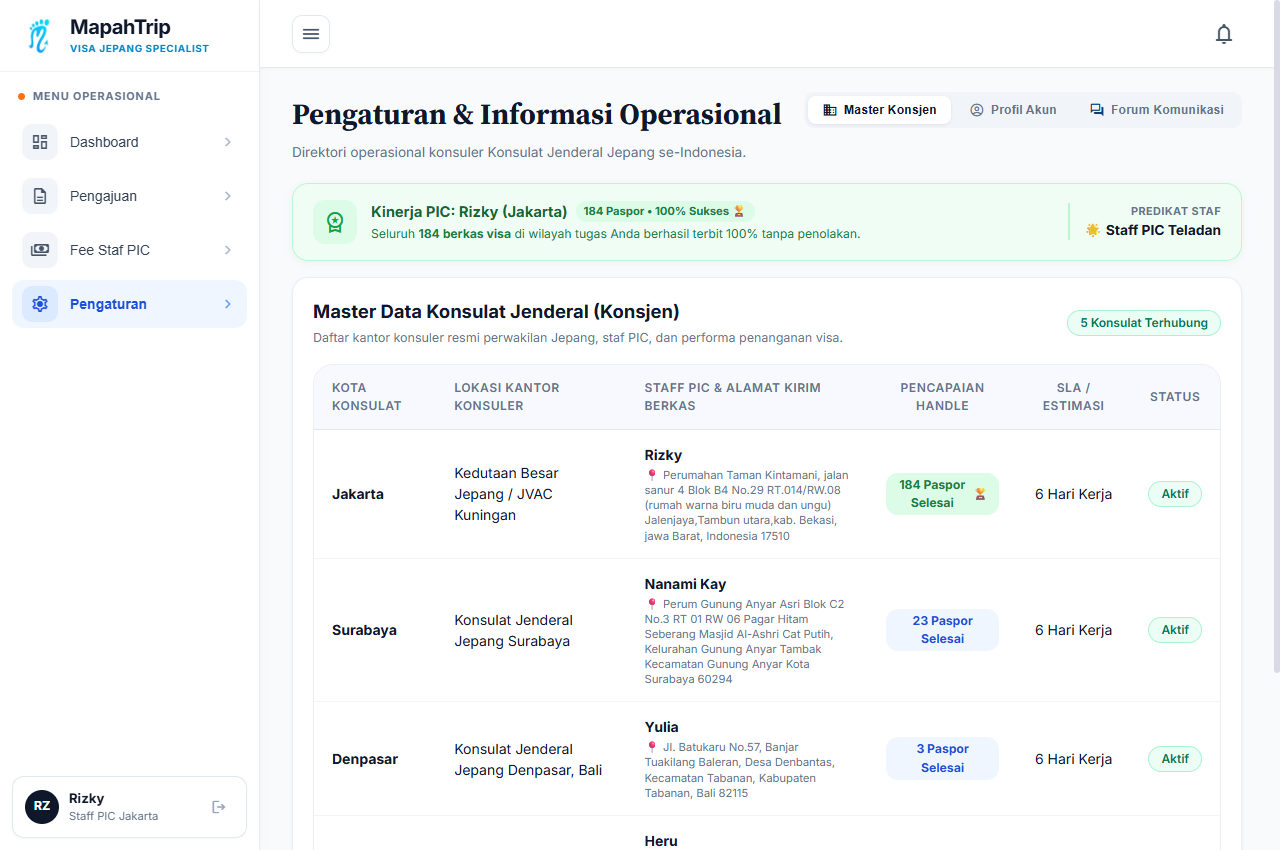 MapahTrip
VISA JEPANG SPECIALIST
MENU OPERASIONAL
Dashboard
Pengajuan
Fee Staf PIC
Pengaturan
RZ
Rizky
Staff PIC Jakarta
Pengaturan & Informasi Operasional
Master Konsjen
Profil Akun
Forum Komunikasi
Direktori operasional konsuler Konsulat Jenderal Jepang se-Indonesia.
Kinerja PIC: Rizky (Jakarta)
184 Paspor • 100% Sukses
Seluruh 184 berkas visa di wilayah tugas Anda berhasil terbit 100% tanpa penolakan.
PREDIKAT STAF
Staff PIC Teladan
Master Data Konsulat Jenderal (Konsjen)
Daftar kantor konsuler resmi perwakilan Jepang, staf PIC, dan performa penanganan visa.
5 Konsulat Terhubung
KOTA
KONSULAT
LOKASI KANTOR
KONSULER
STAFF PIC & ALAMAT KIRIM
BERKAS
PENCAPAIAN
HANDLE
SLA /
ESTIMASI
STATUS
Jakarta
Kedutaan Besar
Jepang / JVAC
Kuningan
Rizky
Perumahan Taman Kintamani, jalan
sanur 4 Blok B4 No.29 RT.014/RW.08
(rumah warna biru muda dan ungu)
Jalenjaya,Tambun utara,kab. Bekasi,
jawa Barat, Indonesia 17510
184 Paspor
Selesai
6 Hari Kerja
Aktif
Surabaya
Konsulat Jenderal
Jepang Surabaya
Nanami Kay
Perum Gunung Anyar Asri Blok C2
No.3 RT 01 RW 06 Pagar Hitam
Seberang Masjid Al-Ashri Cat Putih,
Kelurahan Gunung Anyar Tambak
Kecamatan Gunung Anyar Kota
Surabaya 60294
23 Paspor
Selesai
6 Hari Kerja
Aktif
Denpasar
Konsulat Jenderal
Jepang Denpasar, Bali
Yulia
Jl. Batukaru No.57, Banjar
Tuakilang Baleran, Desa Denbantas,
Kecamatan Tabanan, Kabupaten
Tabanan, Bali 82115
3 Paspor
Selesai
6 Hari Kerja
Aktif
Heru